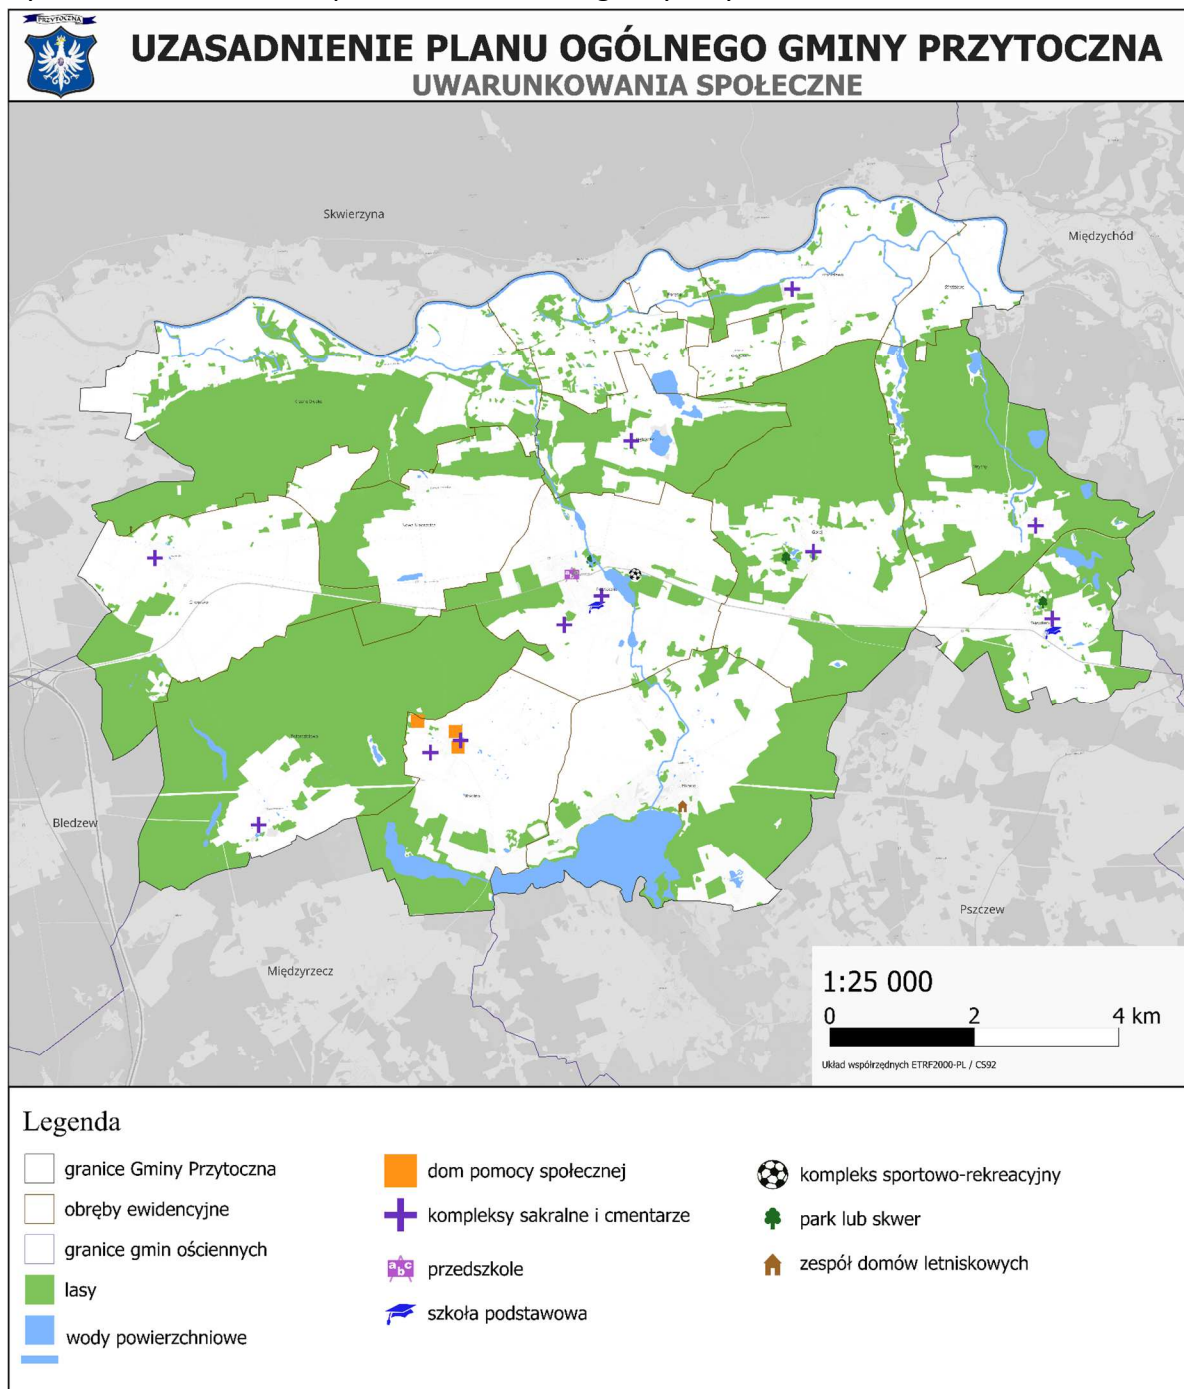 PRZYTOCZNA
UZASADNIENIE PLANU OGÓLNEGO GMINY PRZYTOCZNA
UWARUNKOWANIA SPOŁECZNE
Skwierzyna
Międzychód
Bledzew
Międzyrzecz
Pszczew
1:25 000
0 2 4 km
Układ współrzędnych ETRF2000-PL / CS92
Legenda
granice Gminy Przytoczna
obręby ewidencyjne
granice gmin ościennych
lasy
wody powierzchniowe
dom pomocy społecznej
kompleksy sakralne i cmentarze
a b c
przedszkole
szkoła podstawowa
kompleks sportowo-rekreacyjny
park lub skwer
zespół domów letniskowych